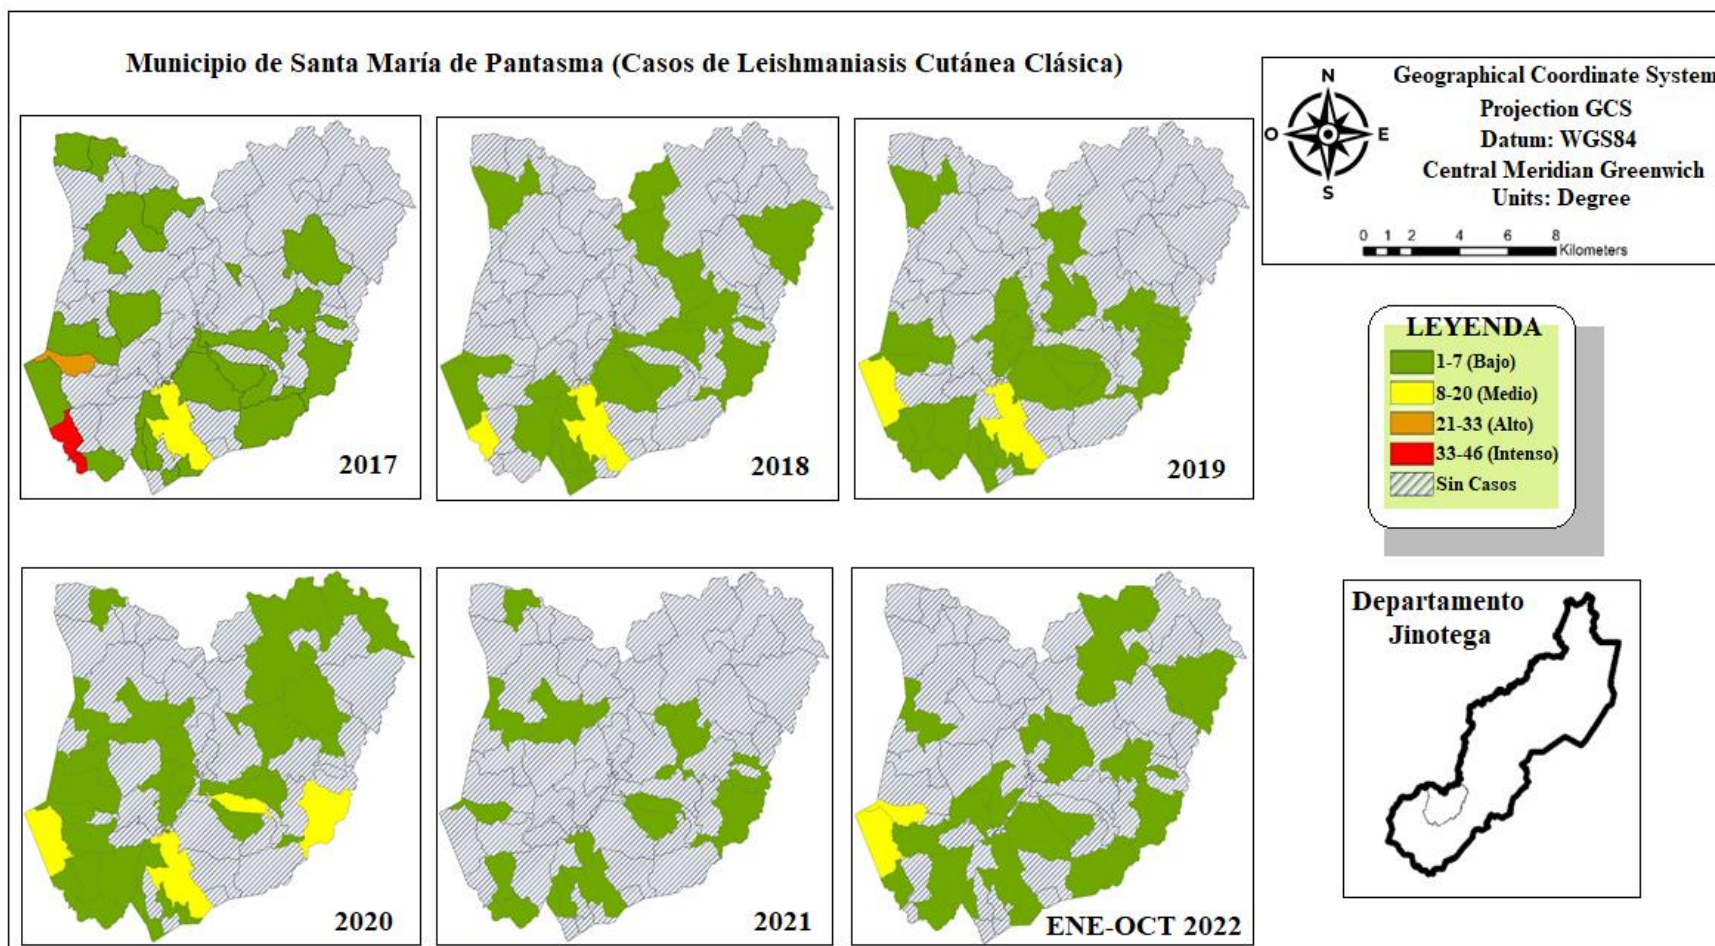 Municipio de Santa María de Pantasma (Casos de Leishmaniasis Cutánea Clásica)
2017
2018
2019
2020
2021
ENE-OCT 2022
N
O
E
S
Geographical Coordinate System
Projection GCS
Datum: WGS84
Central Meridian Greenwich
Units: Degree
0 1 2 4 6 8
Kilometers
LEYENDA
1-7 (Bajo)
8-20 (Medio)
21-33 (Alto)
33-46 (Intenso)
Sin Casos
Departamento
Jinotega